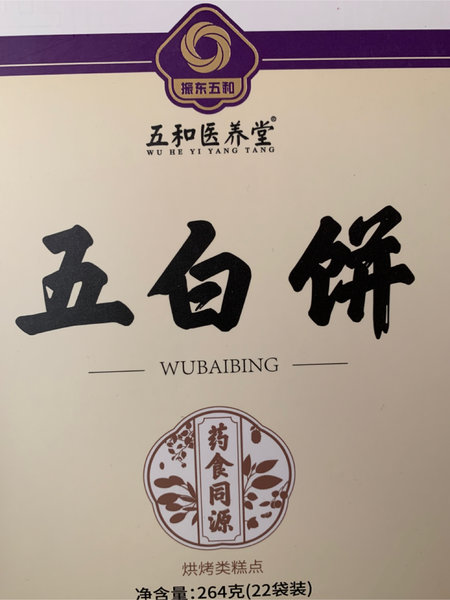 振东五和
五和医养堂®
WU HE YI YANG TANG
五白饼
WUBAIBING
药食同源
烘烤类糕点
净含量:264克(22袋装)